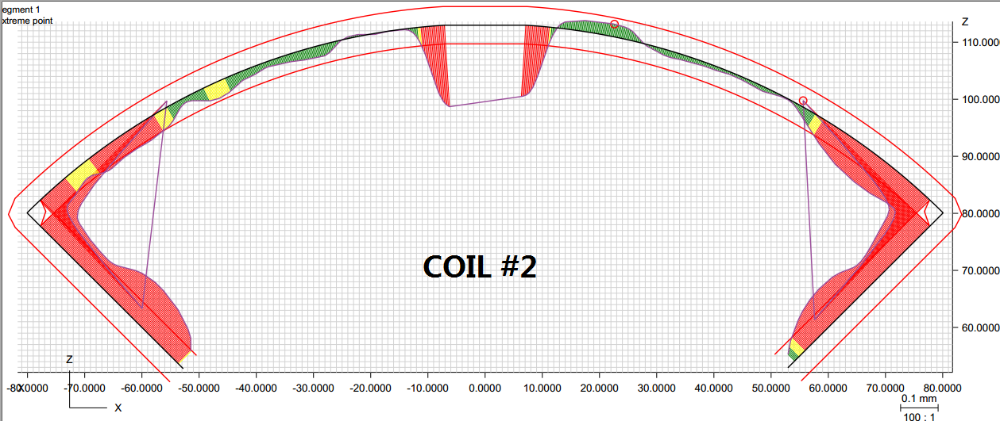 egment 1
xtreme point
Z
110.0000
100.0000
90.0000
80.0000
70.0000
60.0000
COIL #2
Z
X
-80.0000 -70.0000 -60.0000 -50.0000 -40.0000 -30.0000 -20.0000 -10.0000 0.0000 10.0000 20.0000 30.0000 40.0000 50.0000 60.0000 70.0000 80.0000
X
0.1 mm
100 : 1